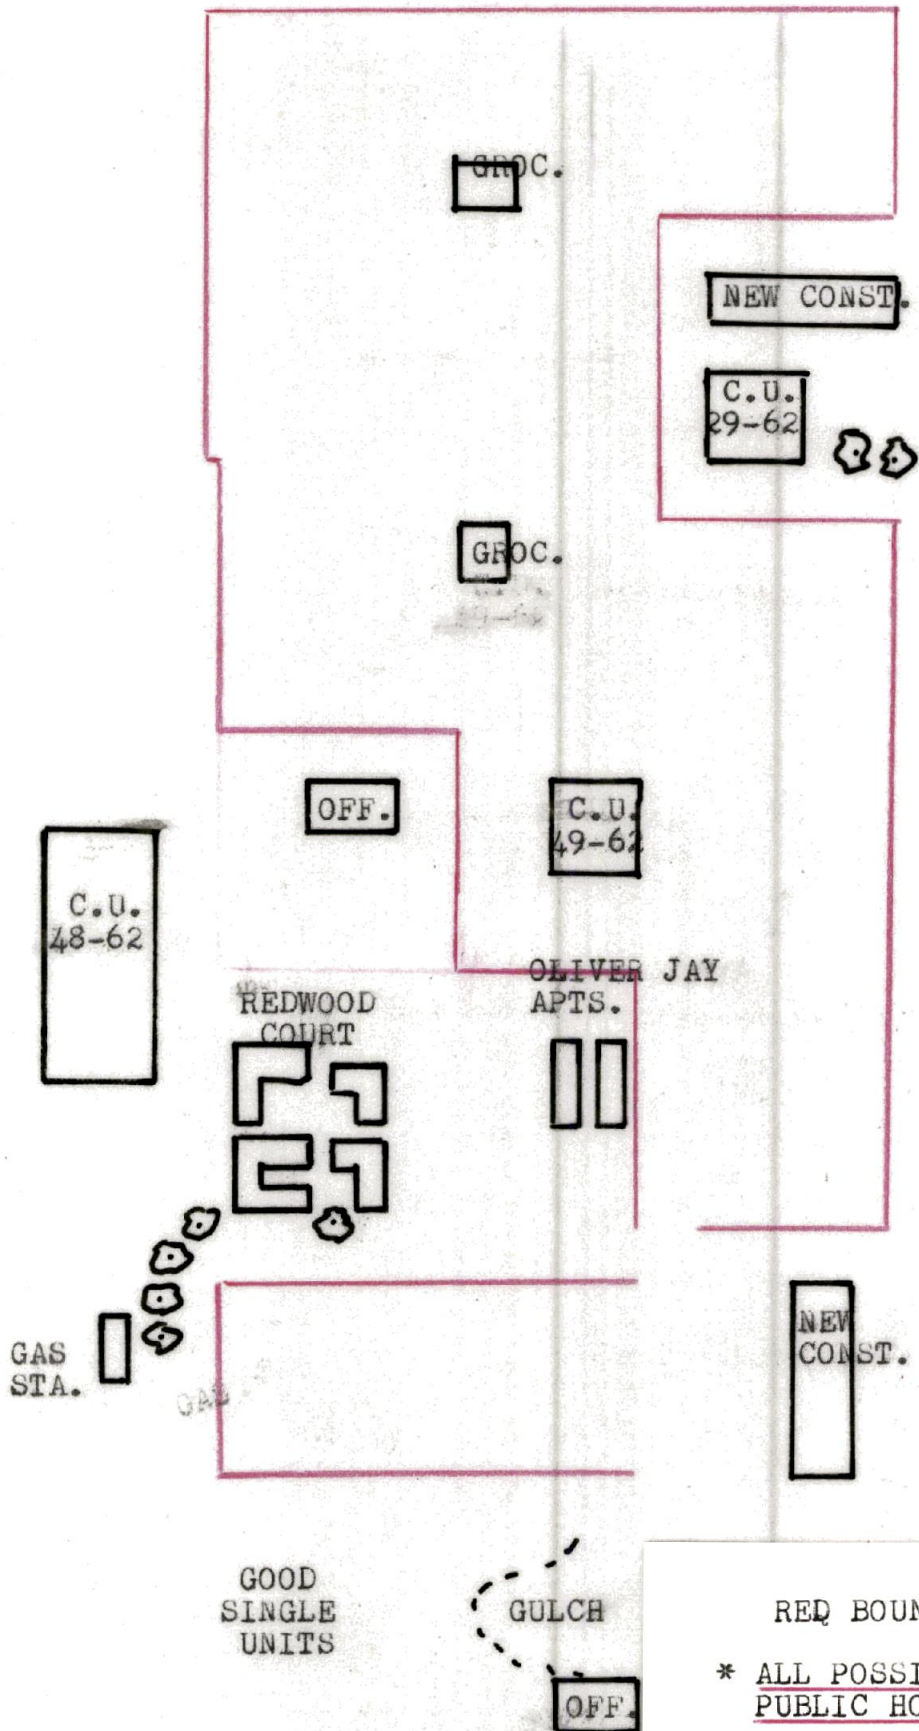 GROC.
NEW CONST.
C.U.
29-62
GROC.
OFF.
C.U.
49-62
C.U.
48-62
OLIVER JAY
APTS.
REDWOOD
COURT
GAS
STA.
GAS
NEW
CONST.
GOOD
SINGLE
UNITS
GULCH
OFF.
RED BOUN
* ALL POSSI
PUBLIC HO